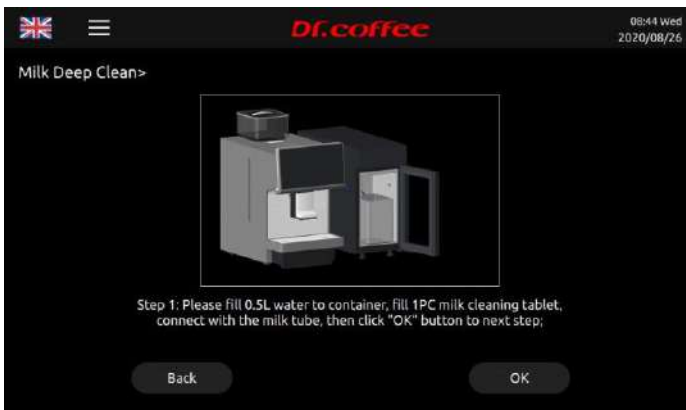 Dr.coffee
08:44 Wed
2020/08/26
Milk Deep Clean>
Step 1: Please fill 0.5L water to container, fill 1PC milk cleaning tablet,
connect with the milk tube, then click "OK" button to next step;
Back
OK